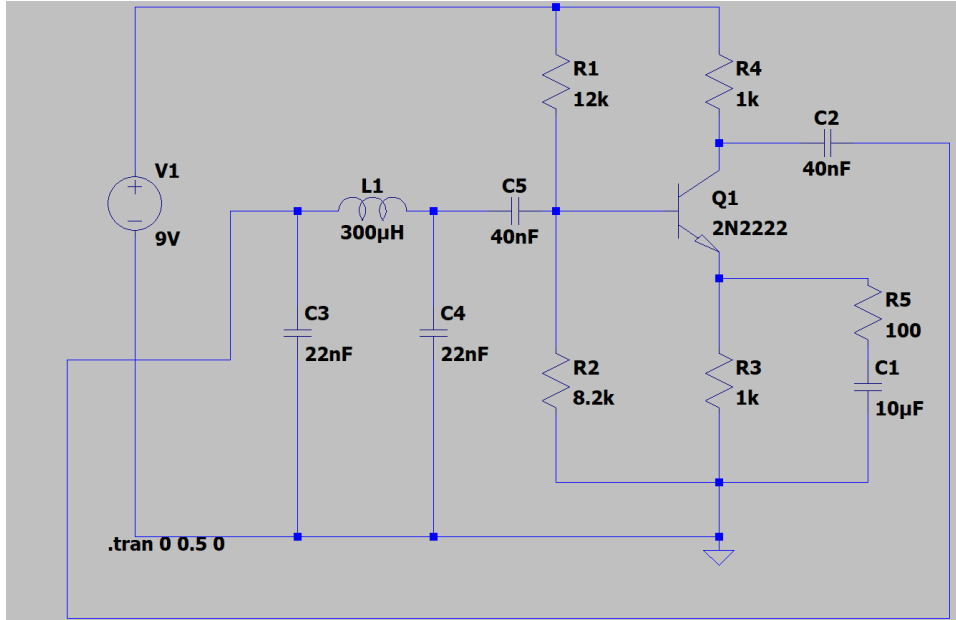 R1
12k
R4
1k
C2
40nF
V1
+
−
9V
L1
300µH
C5
40nF
Q1
2N2222
C3
22nF
C4
22nF
R2
8.2k
R3
1k
R5
100
C1
10µF
.tran 0 0.5 0